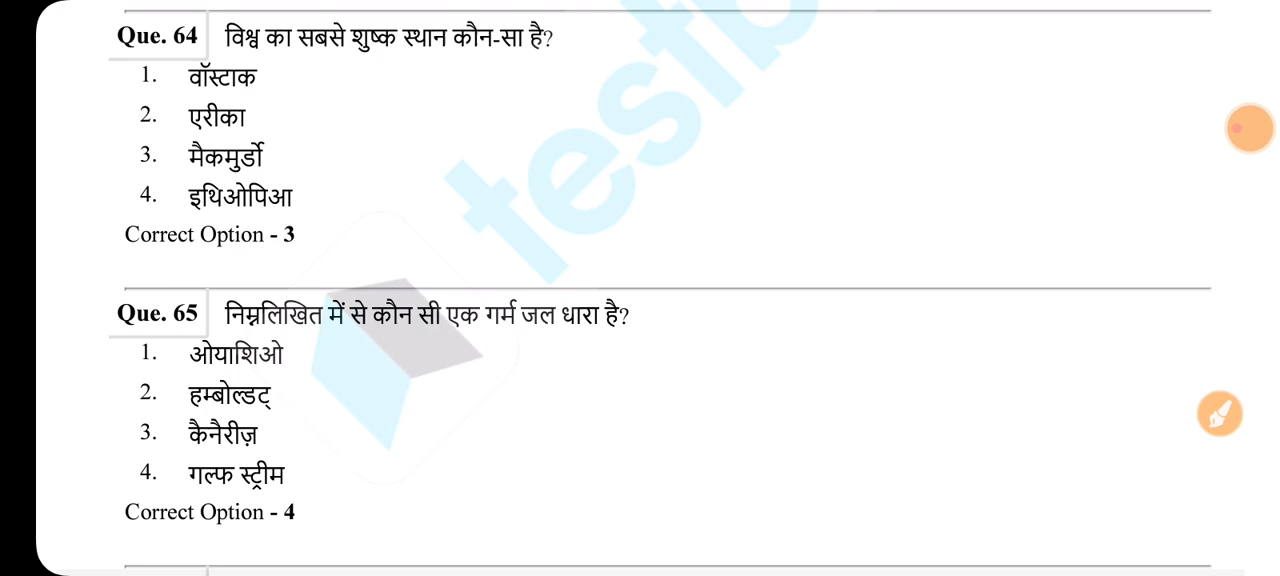 Que. 64 विश्व का सबसे शुष्क स्थान कौन-सा है?
1. वॉस्टाक
2. एरीका
3. मैकमुर्डो
4. इथिओपिआ
Correct Option - 3
Que. 65 निम्नलिखित में से कौन सी एक गर्म जल धारा है?
1. ओयाशिओ
2. हम्बोल्डट्
3. कैनैरीज़
4. गल्फ स्ट्रीम
Correct Option - 4
testb